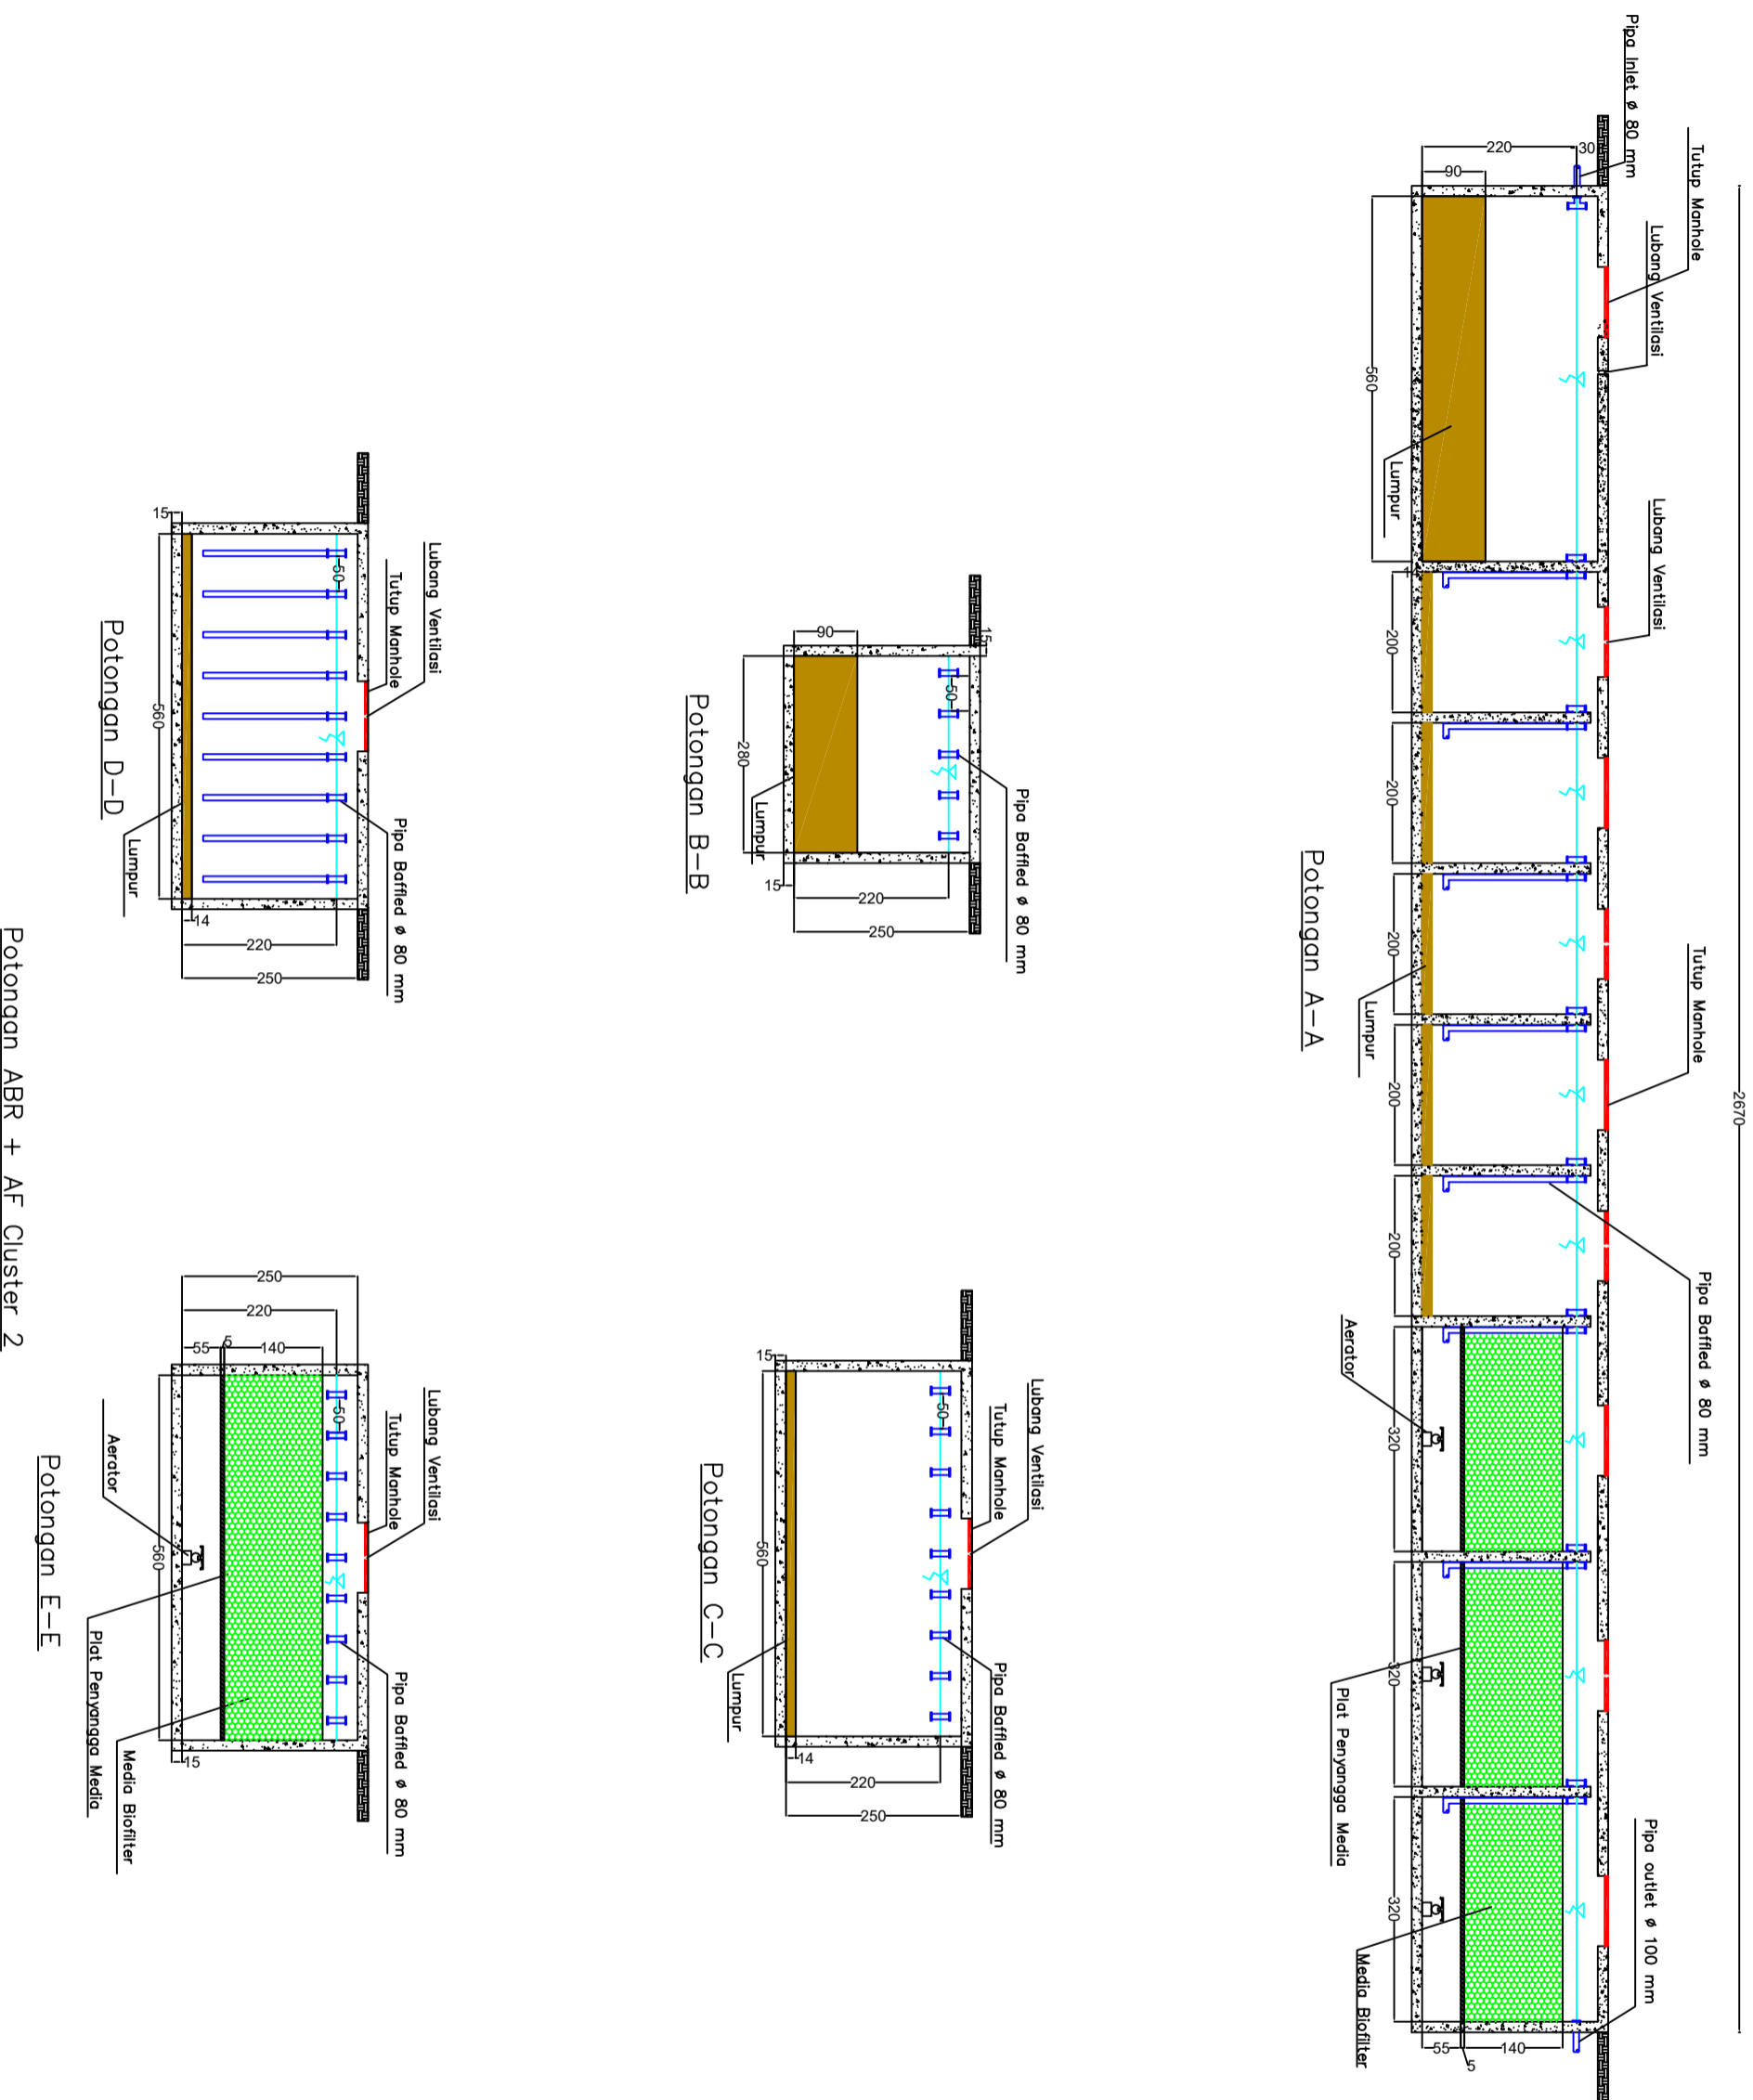 2670
Pipa Inlet ø 80 mm
Tutup Manhole
Lubang Ventilasi
Lubang Ventilasi
Tutup Manhole
Pipa Baffled ø 80 mm
Pipa outlet ø 100 mm
30
220
90
560
Lumpur
200
200
200
200
200
320
320
320
Lumpur
Aerator
Plat Penyangga Media
Media Biofilter
55
5
140
Potongan A-A
Pipa Baffled ø 80 mm
15
90
50
280
Lumpur
15
220
250
Potongan B-B
Lubang Ventilasi
Tutup Manhole
Pipa Baffled ø 80 mm
15
50
560
Lumpur
14
220
250
Potongan C-C
Lubang Ventilasi
Tutup Manhole
Pipa Baffled ø 80 mm
15
50
560
Lumpur
14
220
250
Potongan D-D
Lubang Ventilasi
Tutup Manhole
Pipa Baffled ø 80 mm
250
220
55
5
140
50
560
15
Aerator
Plat Penyangga Media
Media Biofilter
Potongan E-E
Potongan ABR + AF Cluster 2